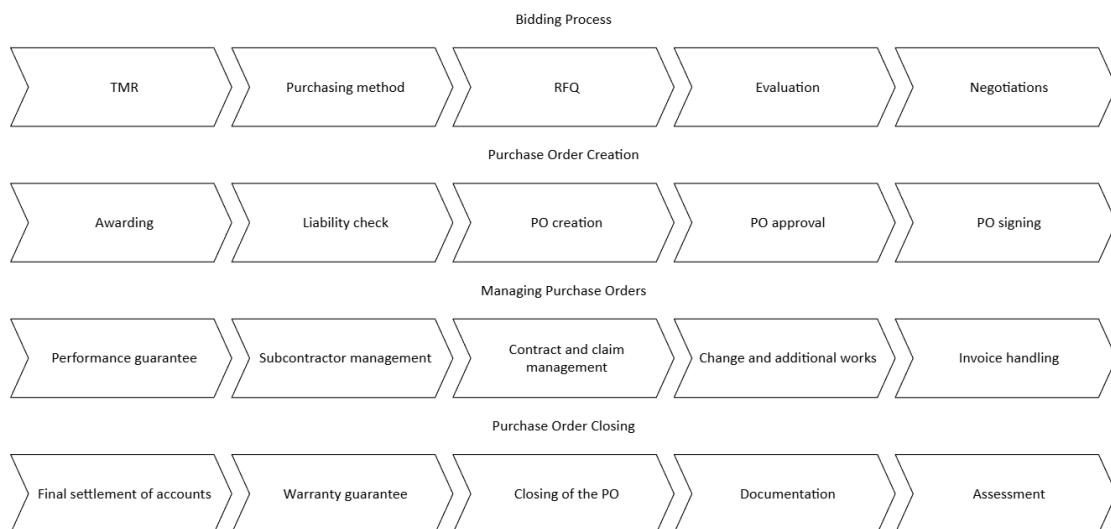 Bidding Process
TMR
Purchasing method
RFQ
Evaluation
Negotiations
Purchase Order Creation
Awarding
Liability check
PO creation
PO approval
PO signing
Managing Purchase Orders
Performance guarantee
Subcontractor management
Contract and claim
management
Change and additional works
Invoice handling
Purchase Order Closing
Final settlement of accounts
Warranty guarantee
Closing of the PO
Documentation
Assessment